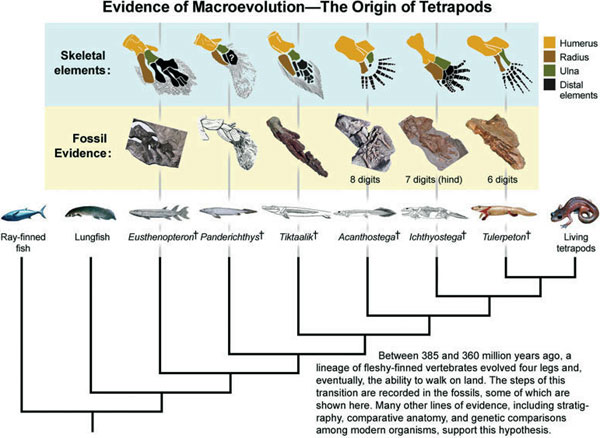 Evidence of Macroevolution—The Origin of Tetrapods
Skeletal
elements:
Humerus
Radius
Ulna
Distal
elements
Fossil
Evidence:
8 digits
7 digits (hind)
6 digits
Ray-finned
fish
Lungfish
Eusthenopteron†
Panderichthys†
Tiktaalik†
Acanthostega†
Ichthyostega†
Tulerpeton†
Living
tetrapods
Between 385 and 360 million years ago, a
lineage of fleshy-finned vertebrates evolved four legs and,
eventually, the ability to walk on land. The steps of this
transition are recorded in the fossils, some of which are
shown here. Many other lines of evidence, including stratig-
raphy, comparative anatomy, and genetic comparisons
among modern organisms, support this hypothesis.